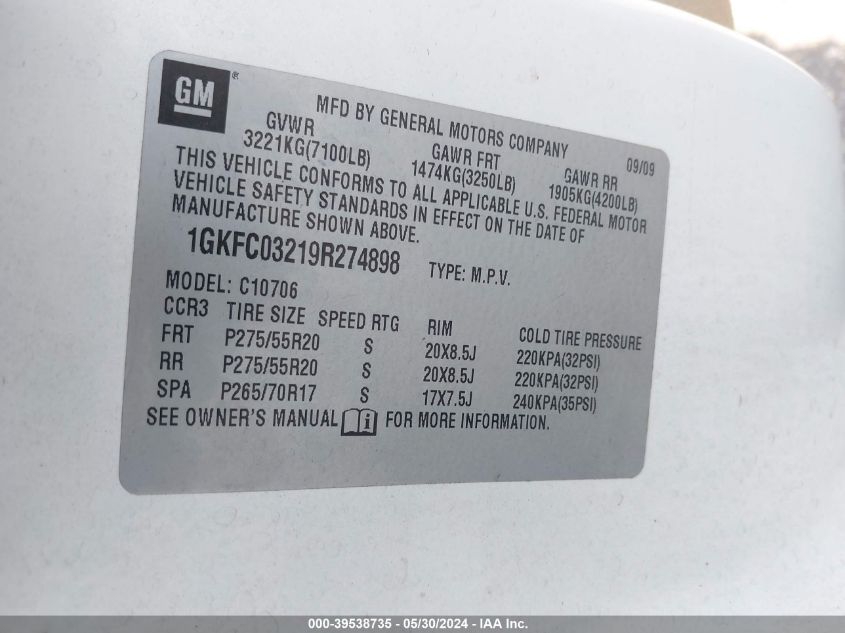 GM®
MFD BY GENERAL MOTORS COMPANY 09/09
GVWR GAWR FRT GAWR RR
3221KG(7100LB) 1474KG(3250LB) 1905KG(4200LB)
THIS VEHICLE CONFORMS TO ALL APPLICABLE U.S. FEDERAL MOTOR
VEHICLE SAFETY STANDARDS IN EFFECT ON THE DATE OF
MANUFACTURE SHOWN ABOVE.
1GKFC03219R274898 TYPE: M.P.V.
MODEL: C10706
CCR3 TIRE SIZE SPEED RTG RIM COLD TIRE PRESSURE
FRT P275/55R20 S 20X8.5J 220KPA(32PSI)
RR P275/55R20 S 20X8.5J 220KPA(32PSI)
SPA P265/70R17 S 17X7.5J 240KPA(35PSI)
SEE OWNER'S MANUAL i FOR MORE INFORMATION.
000-39538735 - 05/30/2024 - IAA Inc.